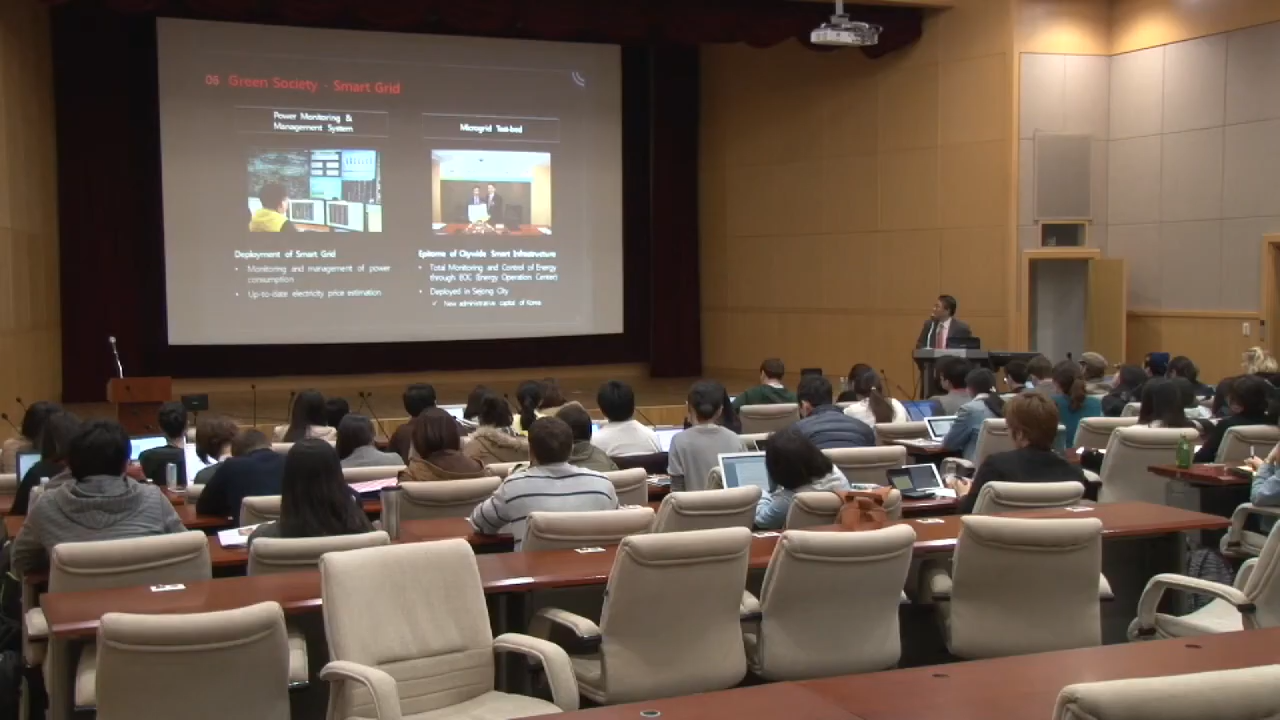 06 Green Society - Smart Grid
Power Monitoring &
Management System
Microgrid Test-bed
Deployment of Smart Grid
• Monitoring and management of power
consumption
• Up-to-date electricity price estimation
Epitome of Citywide Smart Infrastructure
• Total Monitoring and Control of Energy
through EOC (Energy Operation Center)
• Deployed in Sejong City
✓ New administrative capital of Korea